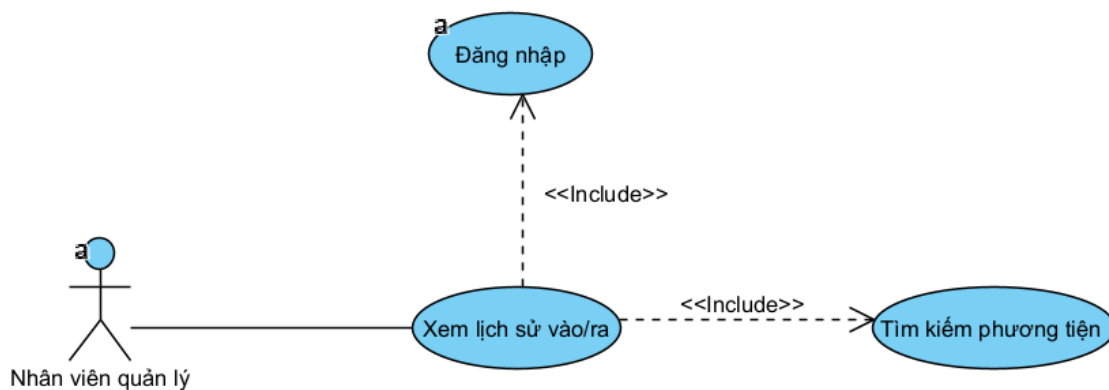 a
Đăng nhập
<<Include>>
a
<<Include>>
Xem lịch sử vào/ra
Tìm kiếm phương tiện
Nhân viên quản lý